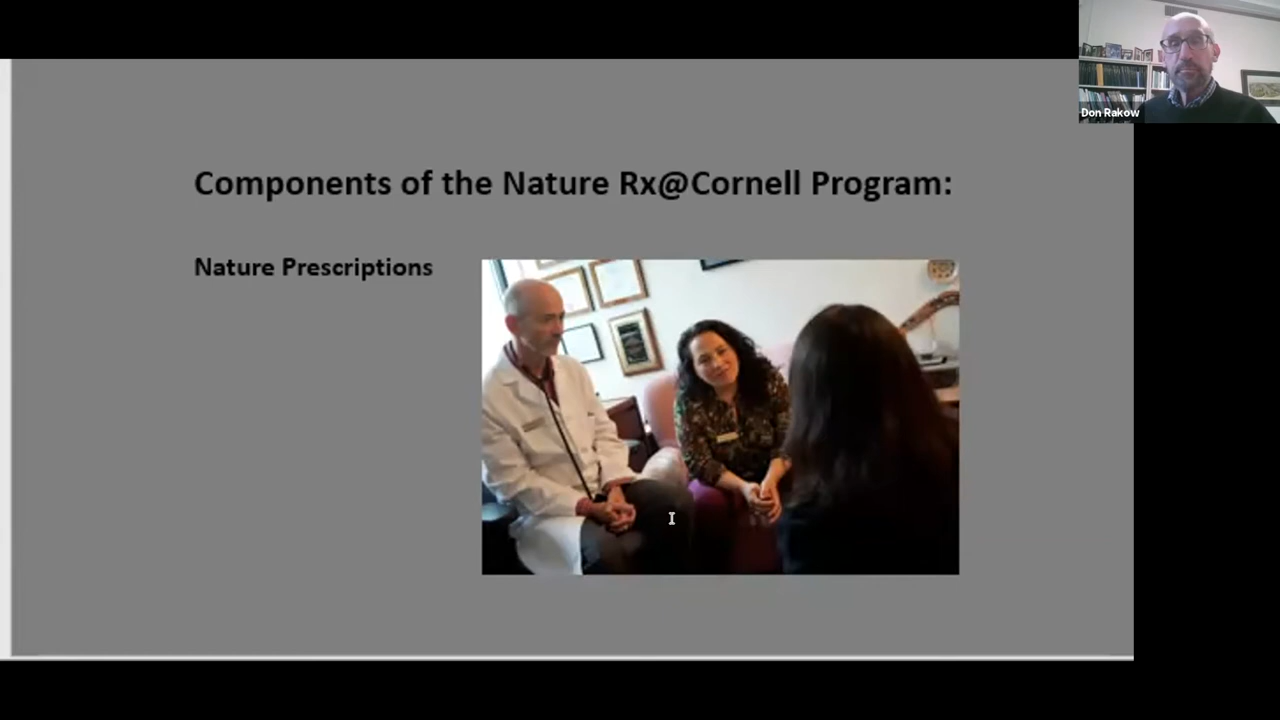 Don Rakow
Components of the Nature Rx@Cornell Program:
Nature Prescriptions